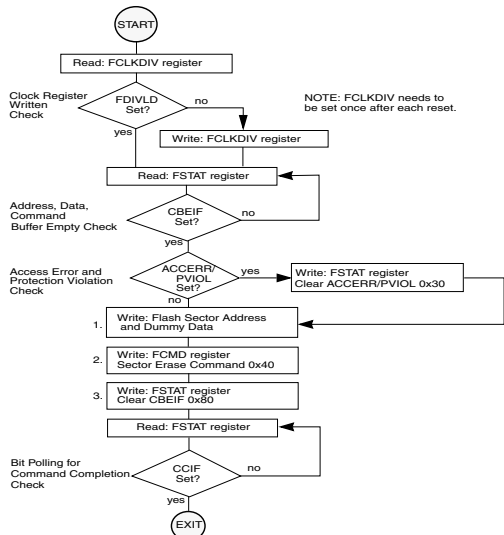 START
Read: FCLKDIV register
Clock Register
Written
Check
FDIVLD
Set?
no
yes
NOTE: FCLKDIV needs to
be set once after each reset.
Write: FCLKDIV register
Read: FSTAT register
Address, Data,
Command
Buffer Empty Check
CBEIF
Set?
no
yes
Access Error and
Protection Violation
Check
ACCERR/
PVIOL
Set?
yes
no
Write: FSTAT register
Clear ACCERR/PVIOL 0x30
1.
Write: Flash Sector Address
and Dummy Data
2.
Write: FCMD register
Sector Erase Command 0x40
3.
Write: FSTAT register
Clear CBEIF 0x80
Read: FSTAT register
Bit Polling for
Command Completion
Check
CCIF
Set?
no
yes
EXIT